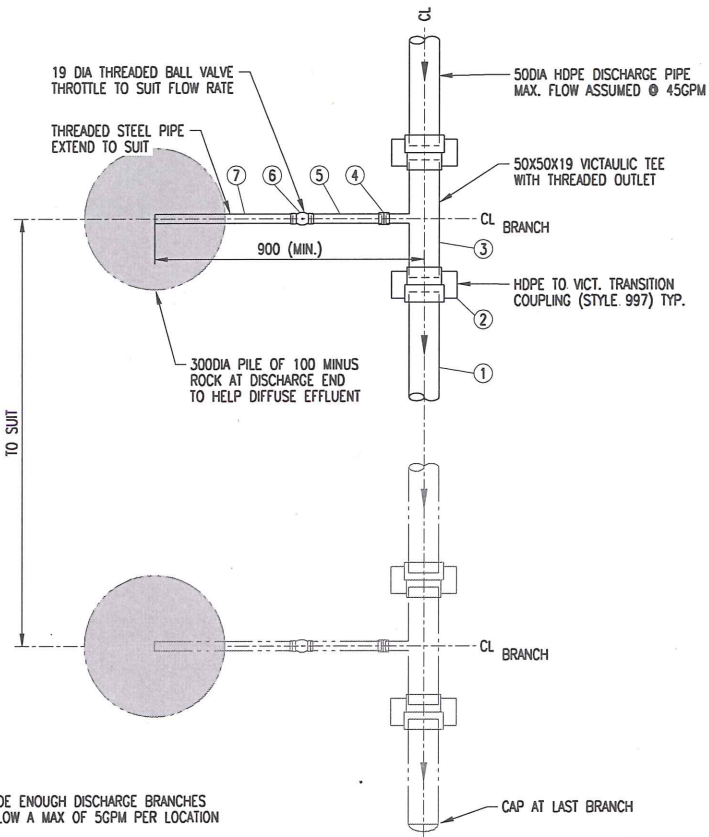 CL
19 DIA THREADED BALL VALVE
THROTTLE TO SUIT FLOW RATE
50DIA HDPE DISCHARGE PIPE
MAX. FLOW ASSUMED @ 45GPM
THREADED STEEL PIPE
EXTEND TO SUIT
50X50X19 VICTAULIC TEE
WITH THREADED OUTLET
7
6
5
4
CL BRANCH
3
900 (MIN.)
HDPE TO VICT. TRANSITION
COUPLING (STYLE 997) TYP.
2
300DIA PILE OF 100 MINUS
ROCK AT DISCHARGE END
TO HELP DIFFUSE EFFLUENT
1
TO SUIT
CL BRANCH
DE ENOUGH DISCHARGE BRANCHES
LOW A MAX OF 5GPM PER LOCATION
CAP AT LAST BRANCH